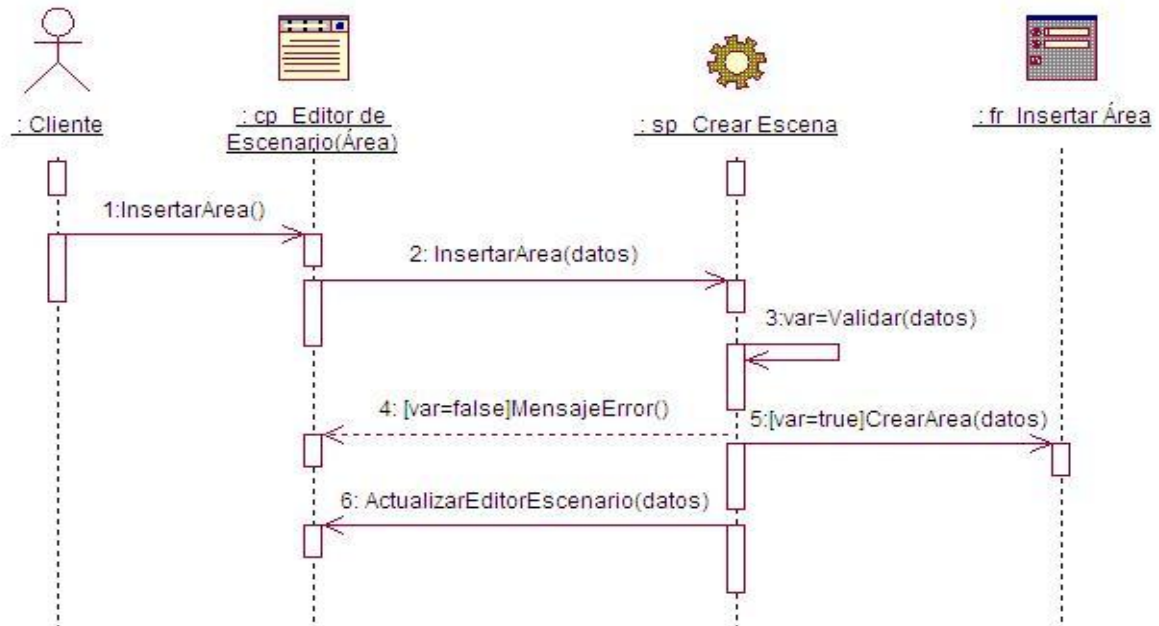 : Cliente
: cp_Editor de
Escenario(Área)
: sp_Crear Escena
: fr_Insertar Área
1:InsertarArea()
2: InsertarArea(datos)
3:var=Validar(datos)
4: [var=false]MensajeError()
5:[var=true]CrearArea(datos)
6: ActualizarEditorEscenario(datos)